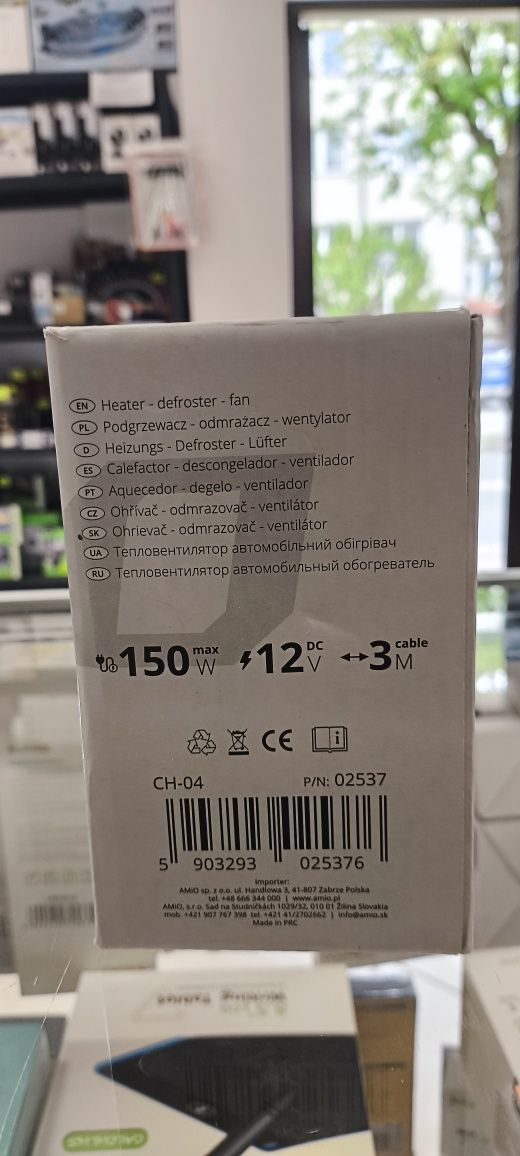 EN Heater - defroster - fan
PL Podgrzewacz - odmrażacz - wentylator
D Heizungs - Defroster - Lüfter
ES Calefactor - descongelador - ventilador
PT Aquecedor - degelo - ventilador
CZ Ohřívač - odmrazovač - ventilátor
SK Ohrievač - odmrazovač - ventilátor
UA Тепловентилятор автомобільний обігрівач
RU Тепловентилятор автомобильный обогреватель
150 max W 12 DC V 3 cable M
CE i
CH-04 P/N: 02537
5 903293 025376
Importer:
AMiO sp. z o.o. ul. Handlowa 3, 41-807 Zabrze Polska
tel. +48 666 344 000 | www.amio.pl
AMiO, s.r.o. Sad na Studničkách 1029/32, 010 01 Žilina Slovakia
mob. +421 907 767 398 tel. +421 41/2702662 | info@amio.sk
Made in PRC